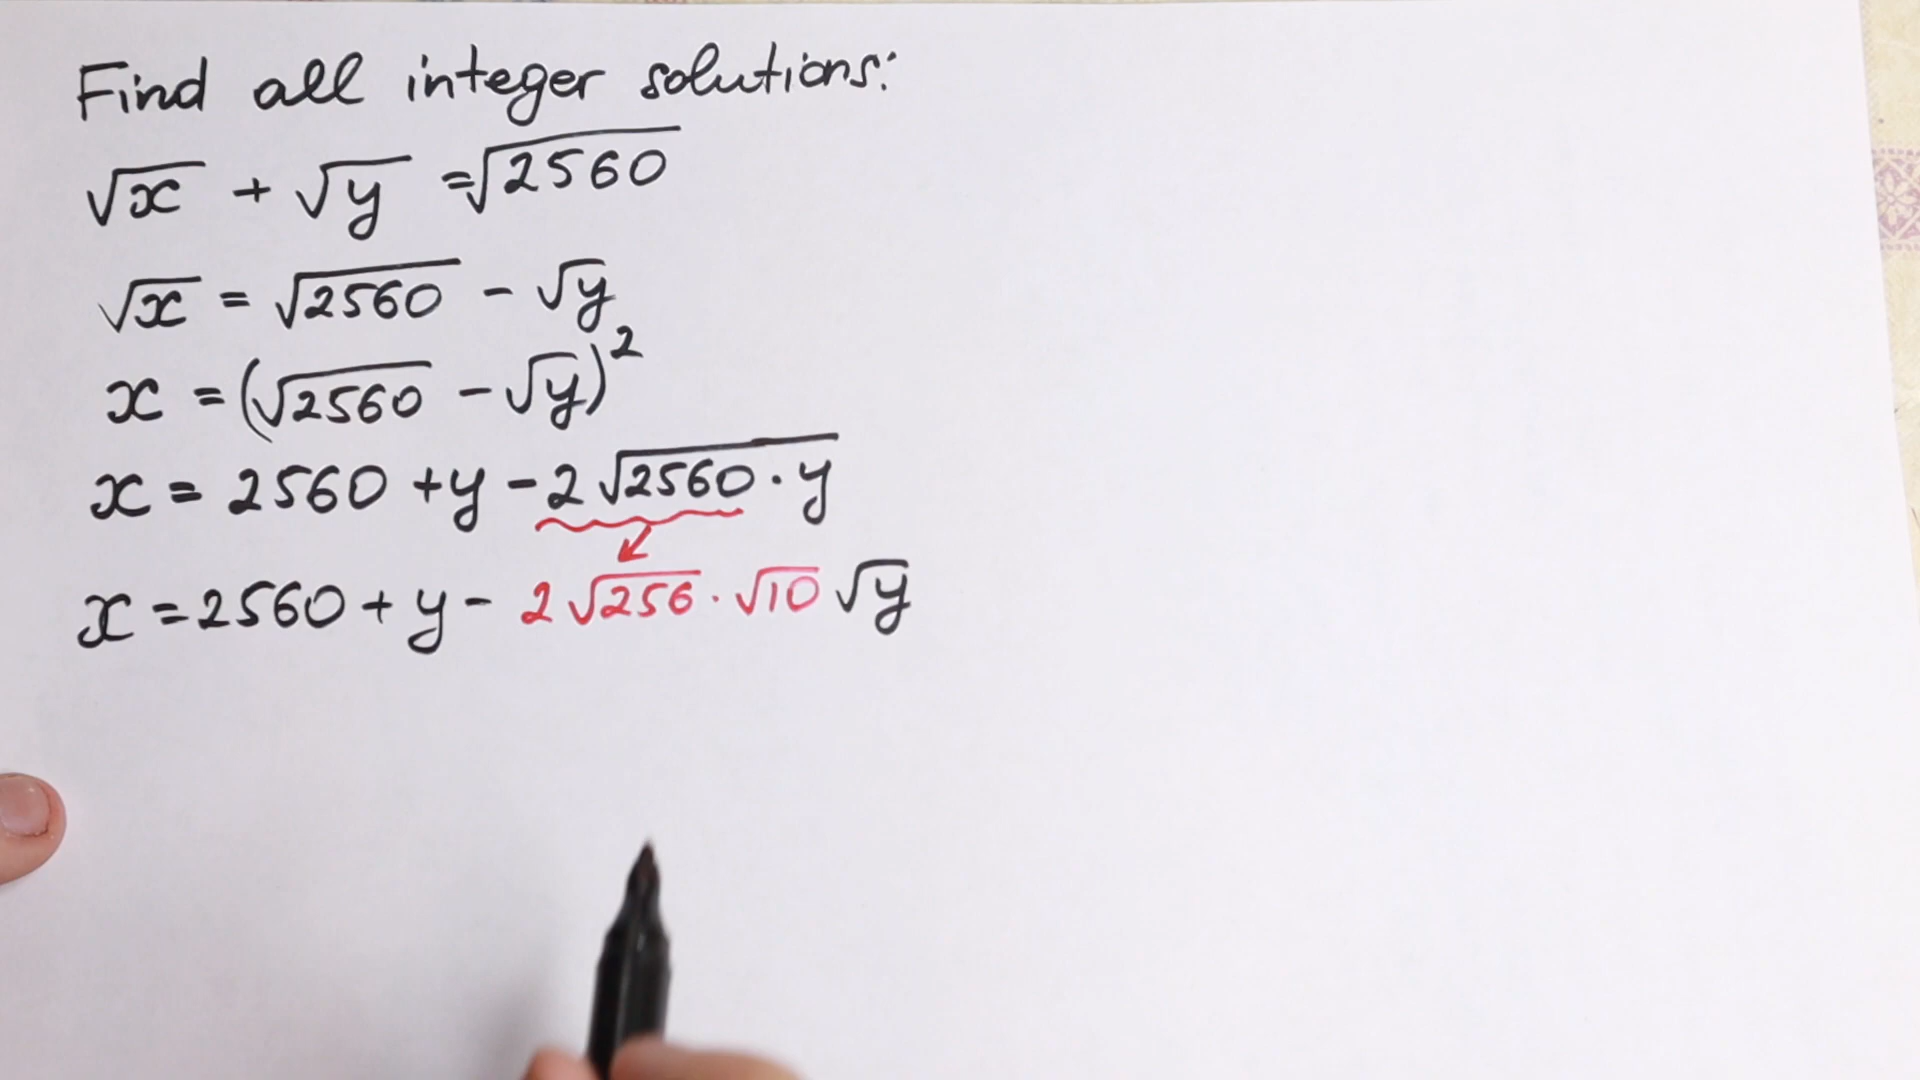 Find all integer solutions:
√x + √y = √2560
√x = √2560 - √y
x = (√2560 - √y)²
x = 2560 + y - 2√2560·y
x = 2560 + y - 2√256·√10 √y